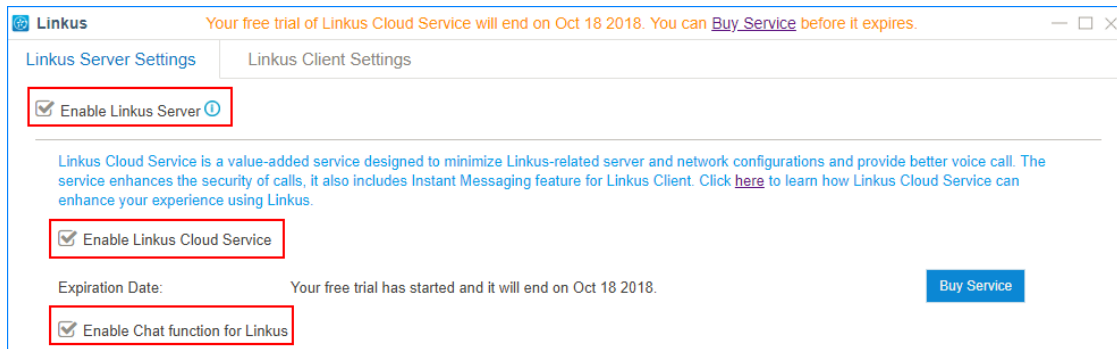 Linkus Your free trial of Linkus Cloud Service will end on Oct 18 2018. You can Buy Service before it expires.
Linkus Server Settings Linkus Client Settings
Enable Linkus Server
Linkus Cloud Service is a value-added service designed to minimize Linkus-related server and network configurations and provide better voice call. The
service enhances the security of calls, it also includes Instant Messaging feature for Linkus Client. Click here to learn how Linkus Cloud Service can
enhance your experience using Linkus.
Enable Linkus Cloud Service
Expiration Date: Your free trial has started and it will end on Oct 18 2018. Buy Service
Enable Chat function for Linkus